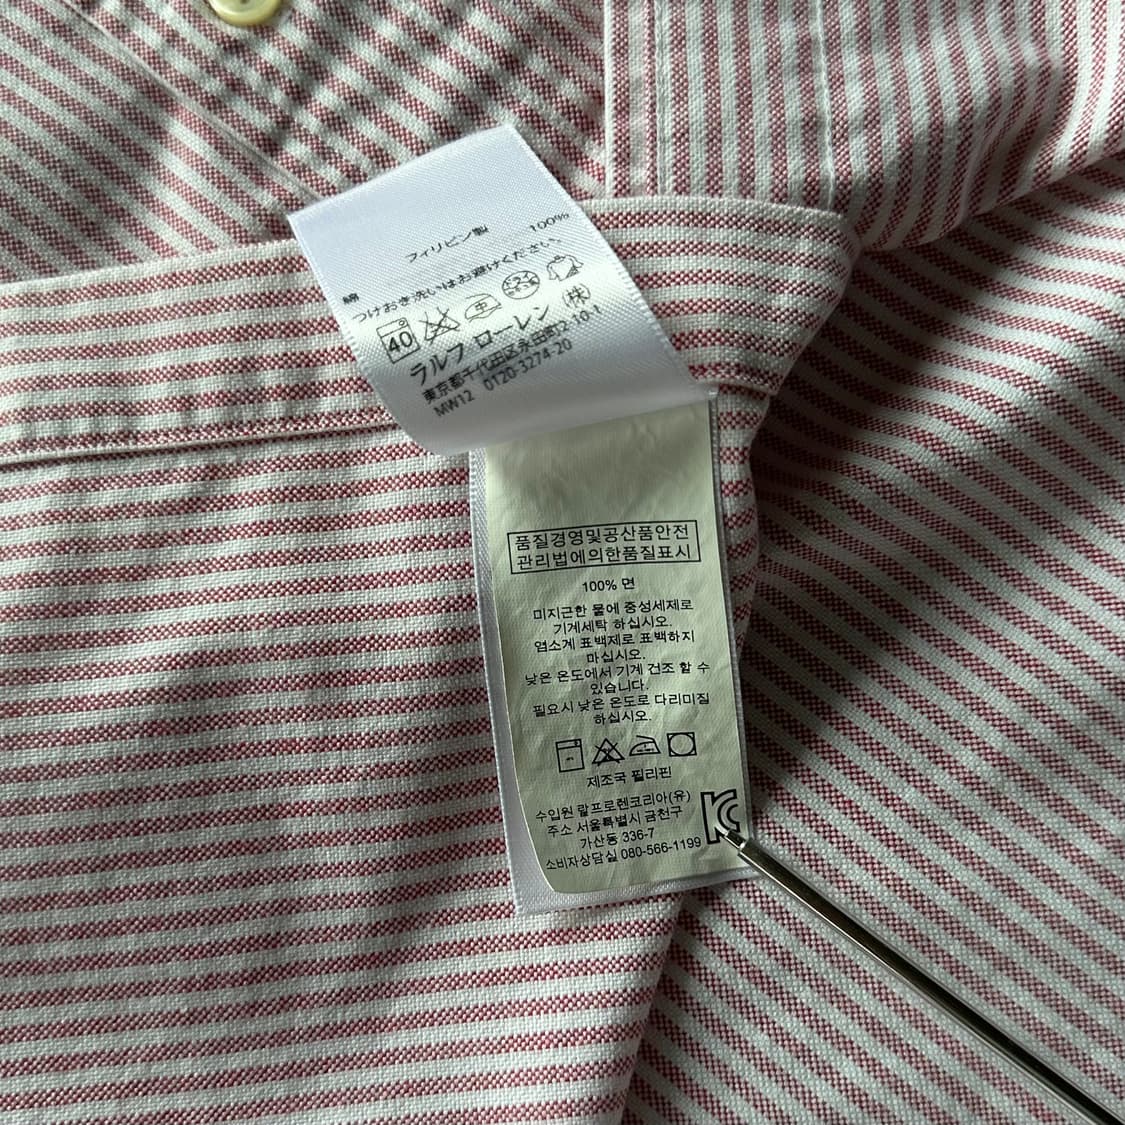 フィリピン製
綿 100%
つけおき洗いはお避けください。
40
ラルフ ローレン ㈱
東京都千代田区永田町2-10-1
MW12 0120-3274-20
품질경영및공산품안전
관리법에의한품질표시
100% 면
미지근한 물에 중성세제로
기계세탁 하십시오.
염소계 표백제로 표백하지
마십시오.
낮은 온도에서 기계 건조 할 수
있습니다.
필요시 낮은 온도로 다리미질
하십시오.
제조국 필리핀
수입원 랄프로렌코리아(유)
주소 서울특별시 금천구
가산동 336-7
소비자상담실 080-566-1199
KC